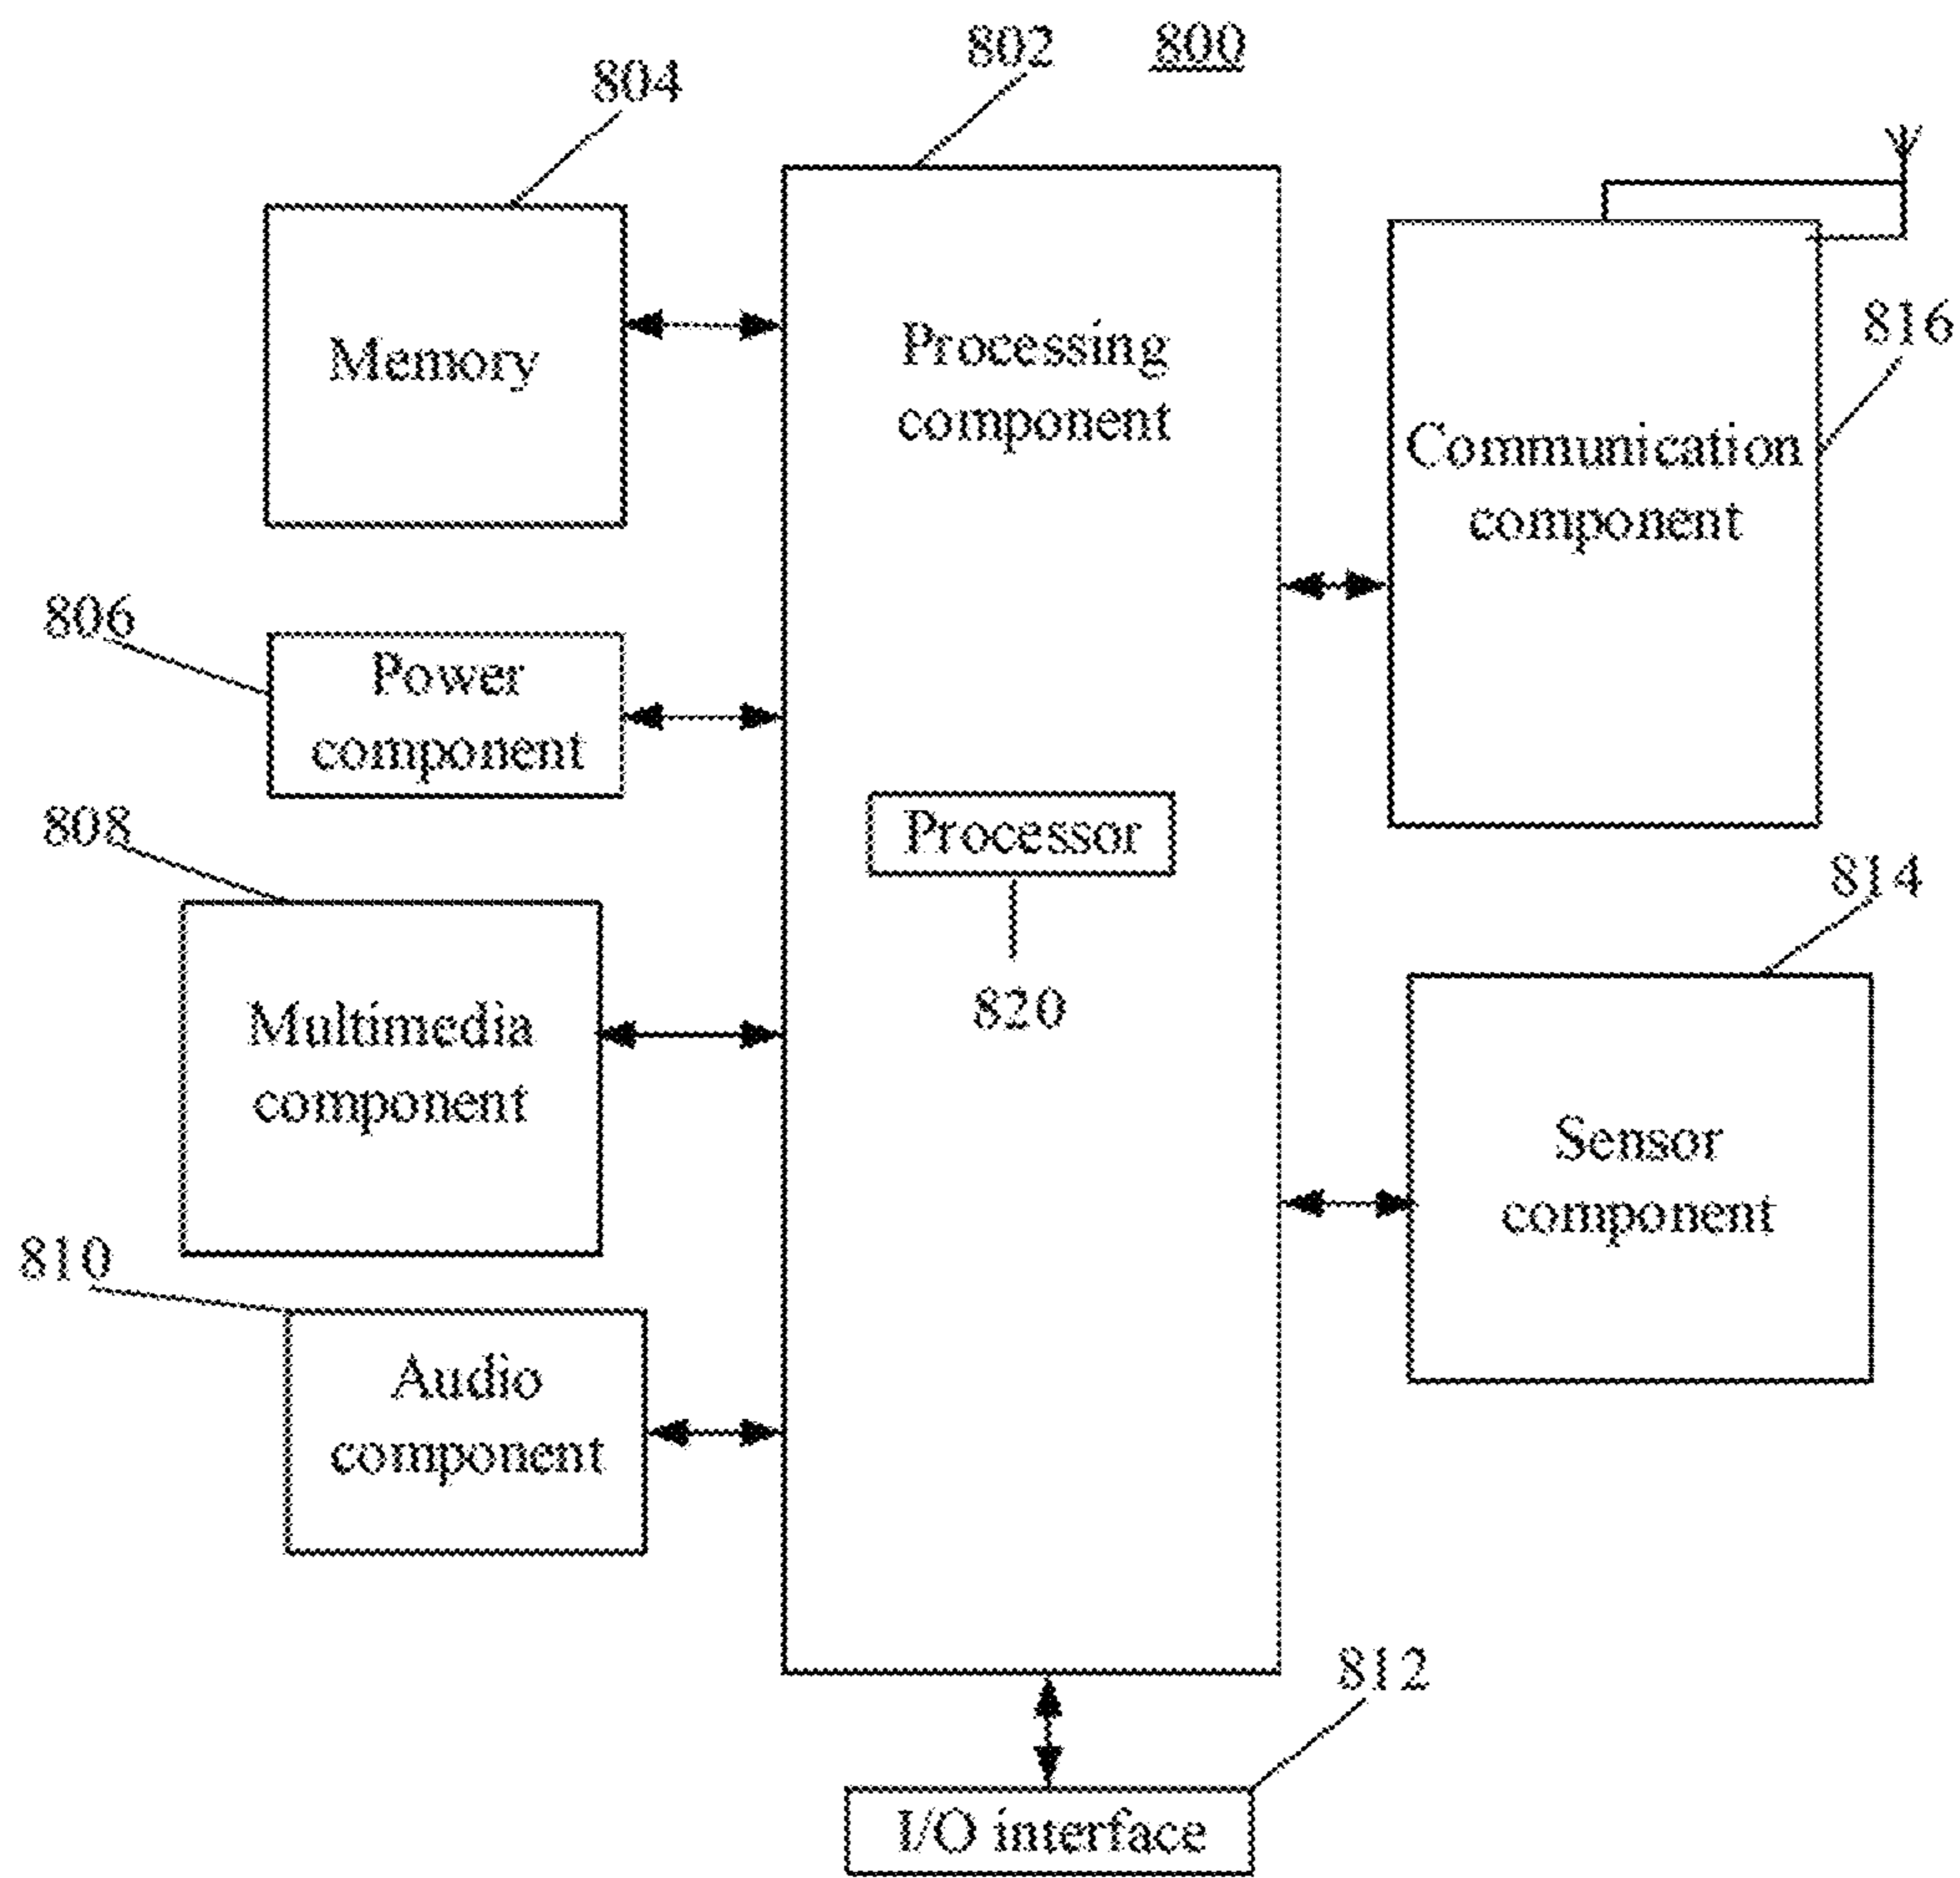 802
800
804
816
Memory
Processing
component
Communication
component
806
Power
component
808
Processor
814
820
Multimedia
component
Sensor
component
810
Audio
component
812
I/O interface